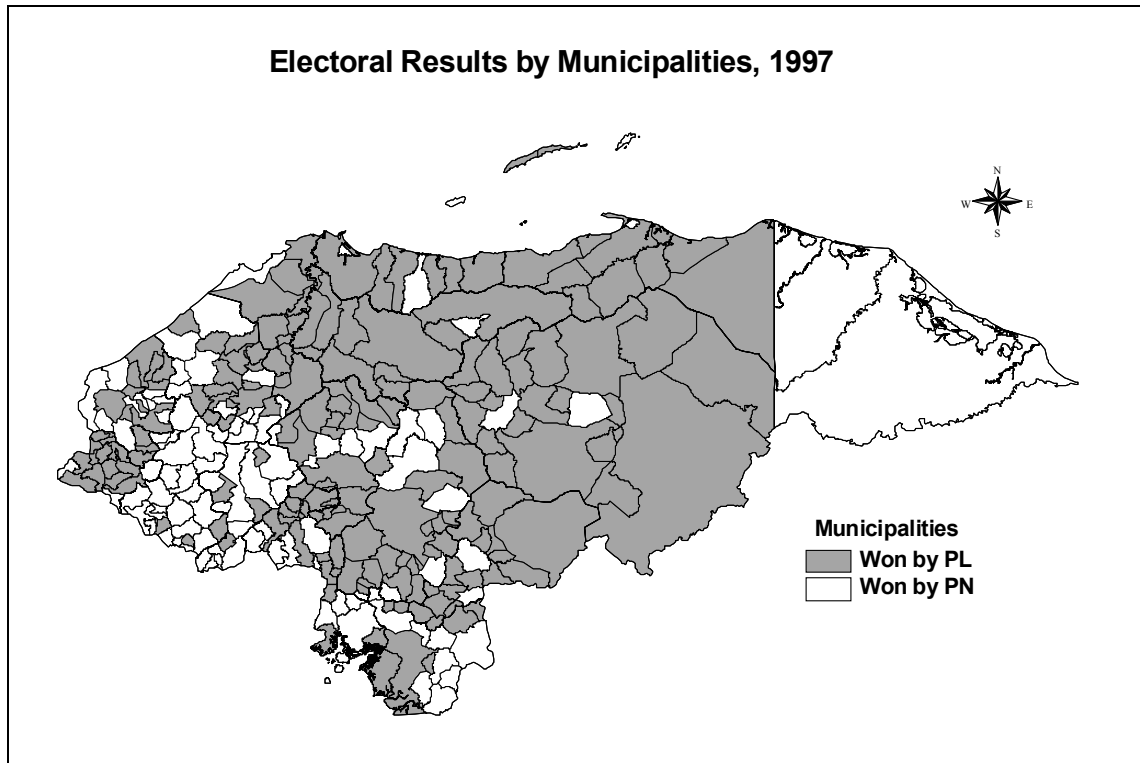 Electoral Results by Municipalities, 1997
N
W E
S
Municipalities
Won by PL
Won by PN